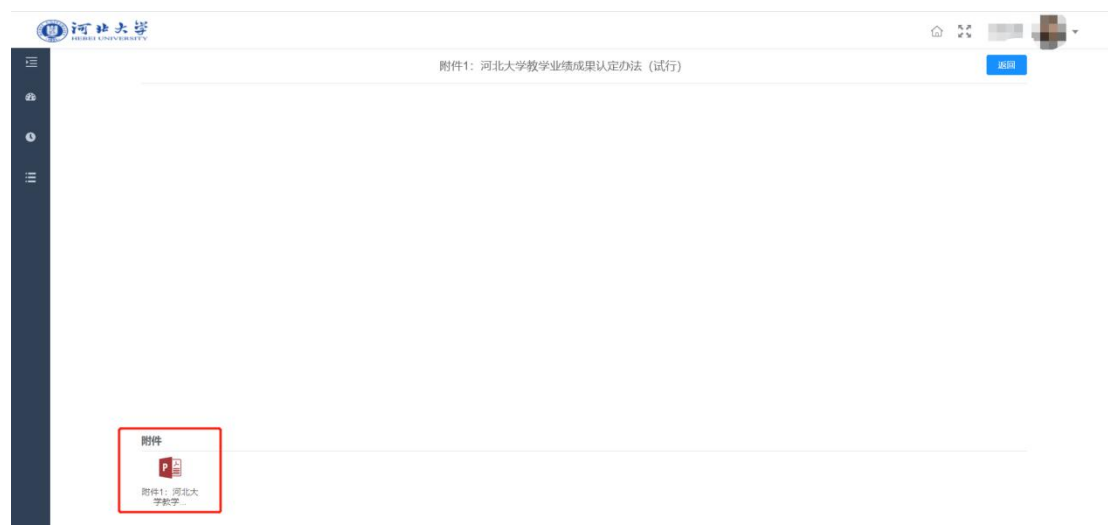 河北大学
HEBEI UNIVERSITY
附件1：河北大学教学业绩成果认定办法（试行）
返回
附件
P
附件1：河北大
学教学...